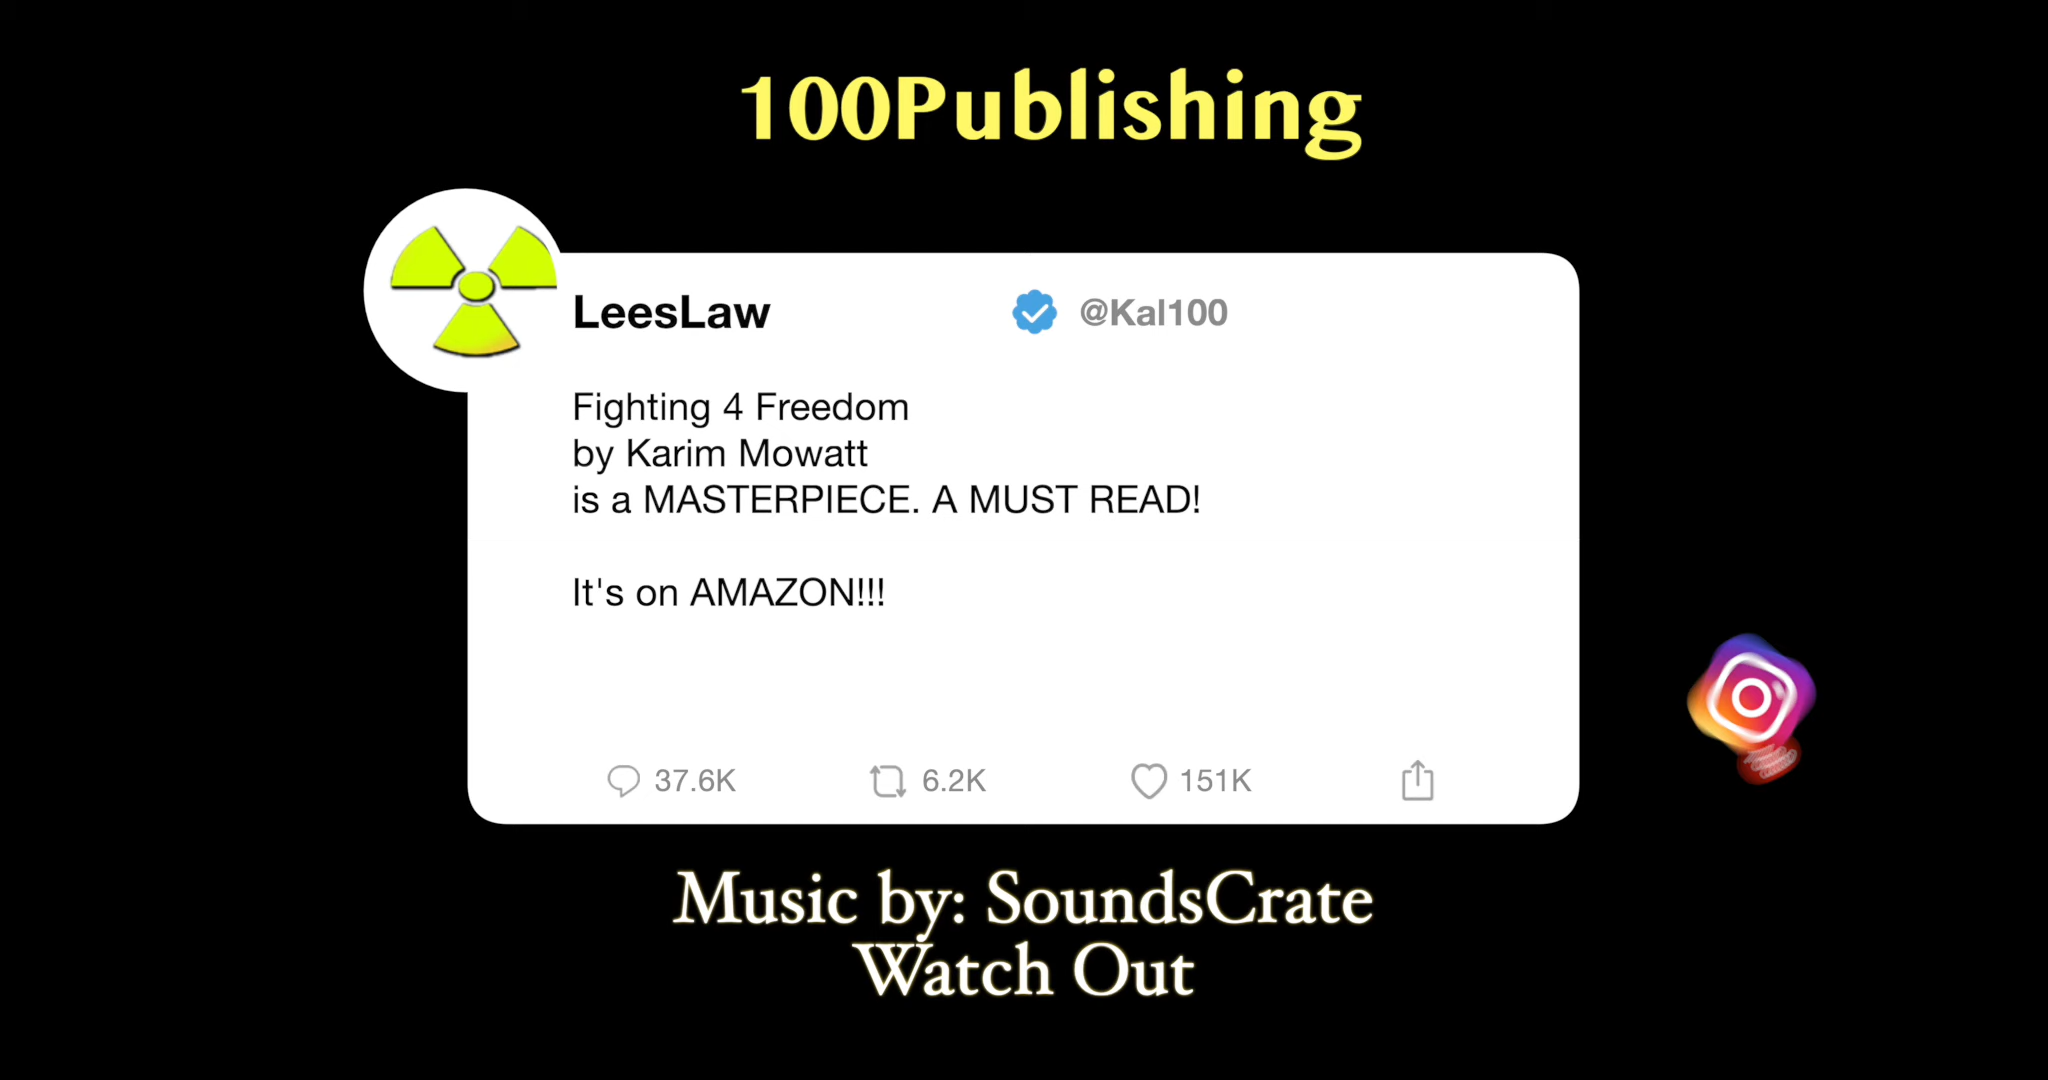 100Publishing
LeesLaw @Kal100
Fighting 4 Freedom
by Karim Mowatt
is a MASTERPIECE. A MUST READ!
It's on AMAZON!!!
37.6K 6.2K 151K
Music by: SoundsCrate
Watch Out